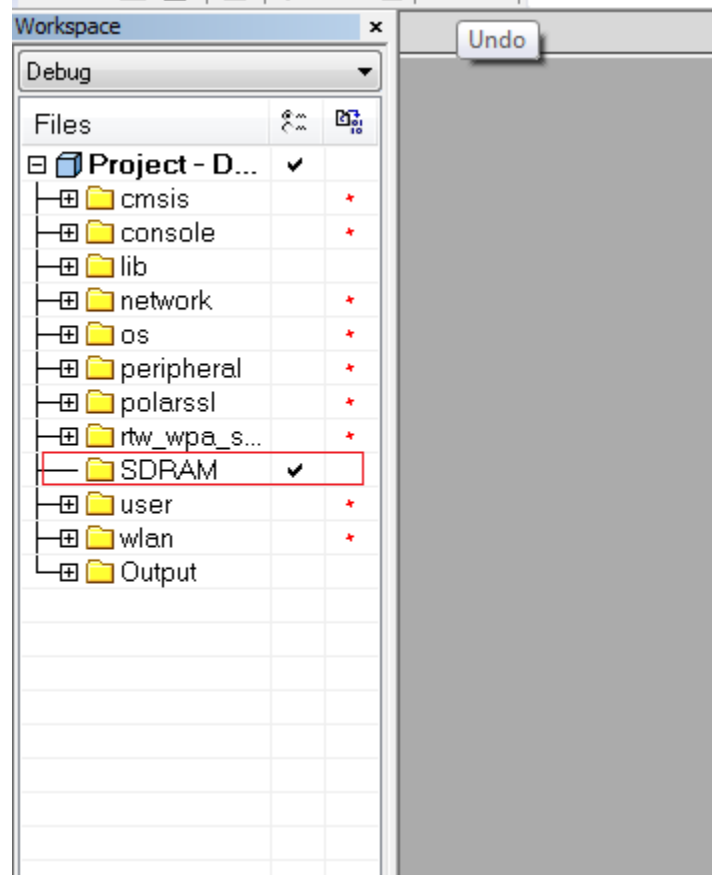 Workspace
Undo
Debug
Files
Project - D...
cmsis
console
lib
network
os
peripheral
polarssl
rtw_wpa_s...
SDRAM
user
wlan
Output